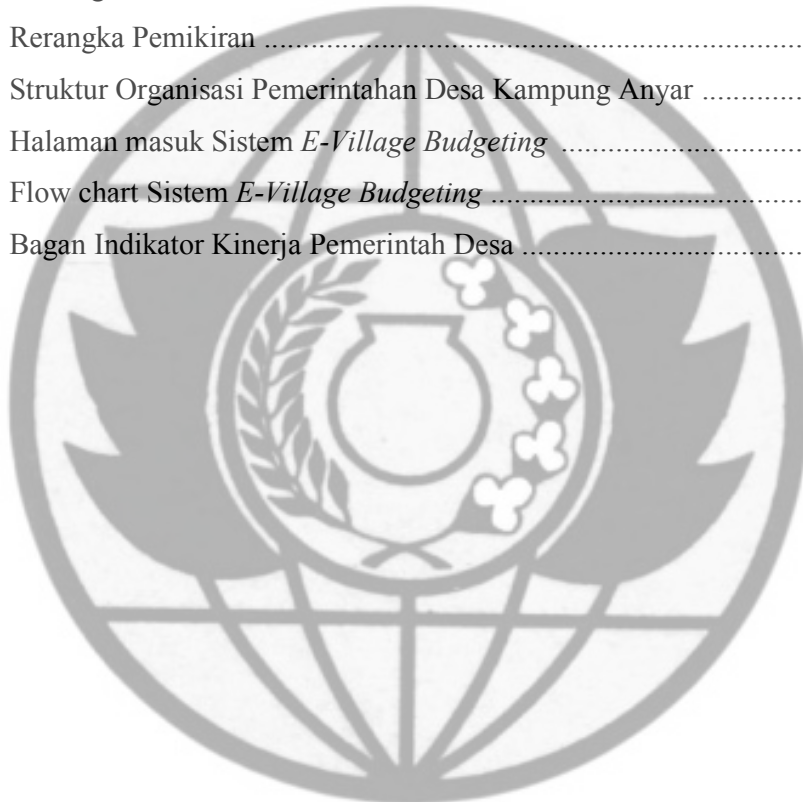 Rerangka Pemikiran ....................................................................
Struktur Organisasi Pemerintahan Desa Kampung Anyar .............
Halaman masuk Sistem E-Village Budgeting ..............................
Flow chart Sistem E-Village Budgeting .......................................
Bagan Indikator Kinerja Pemerintah Desa ...................................